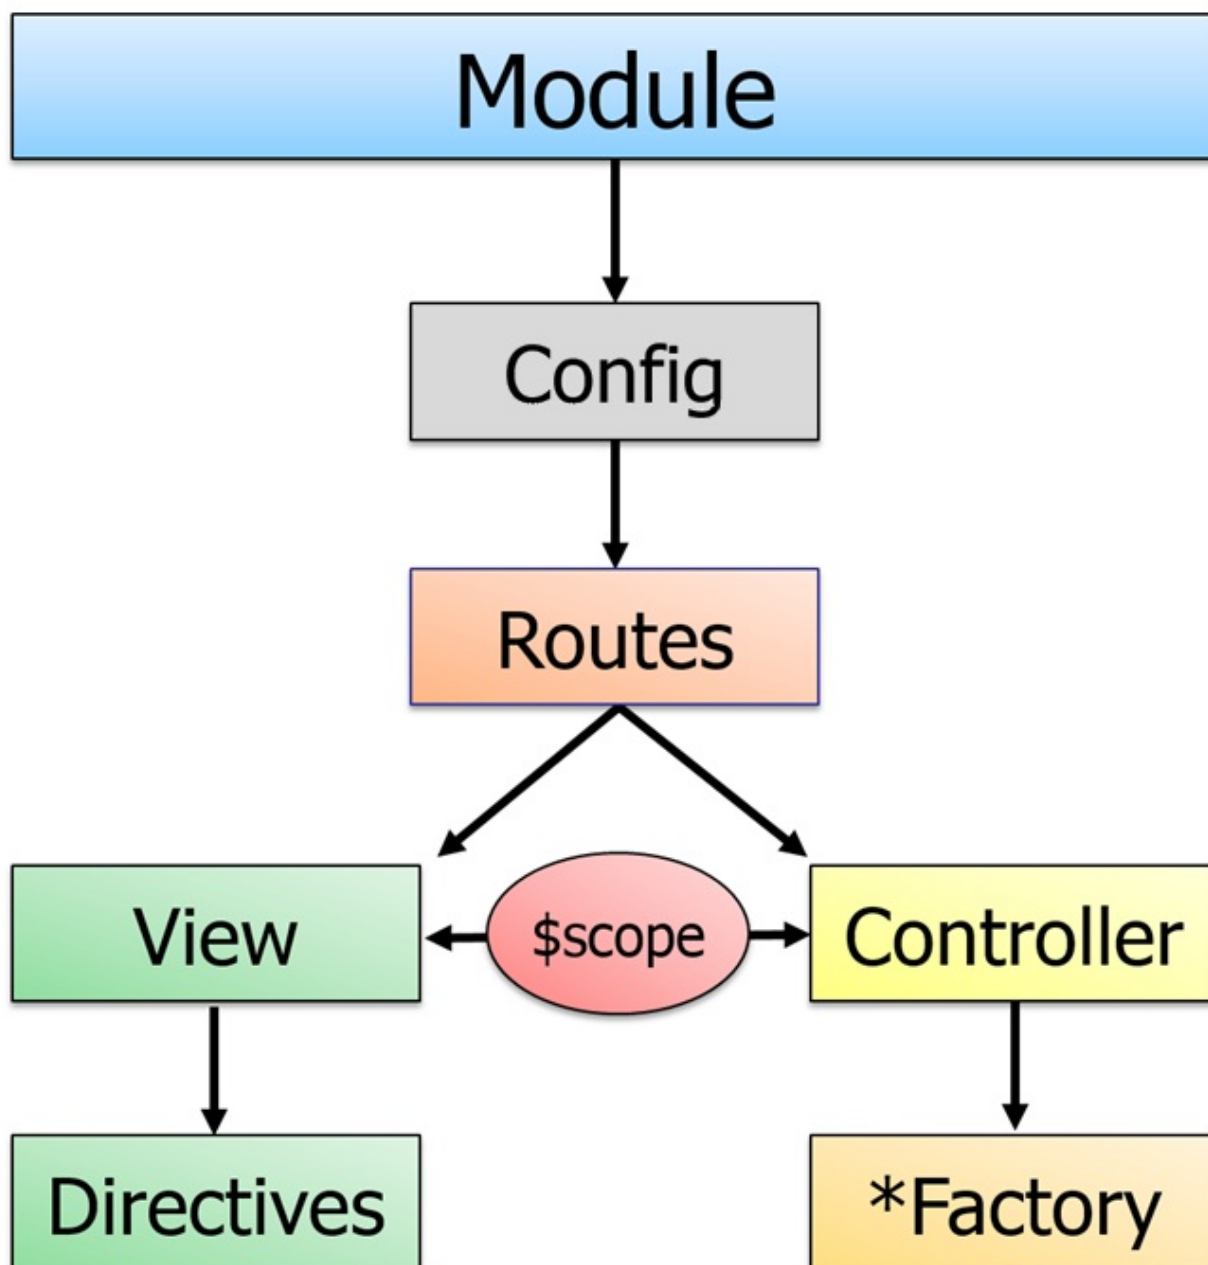 Module
Config
Routes
View
$scope
Controller
Directives
*Factory